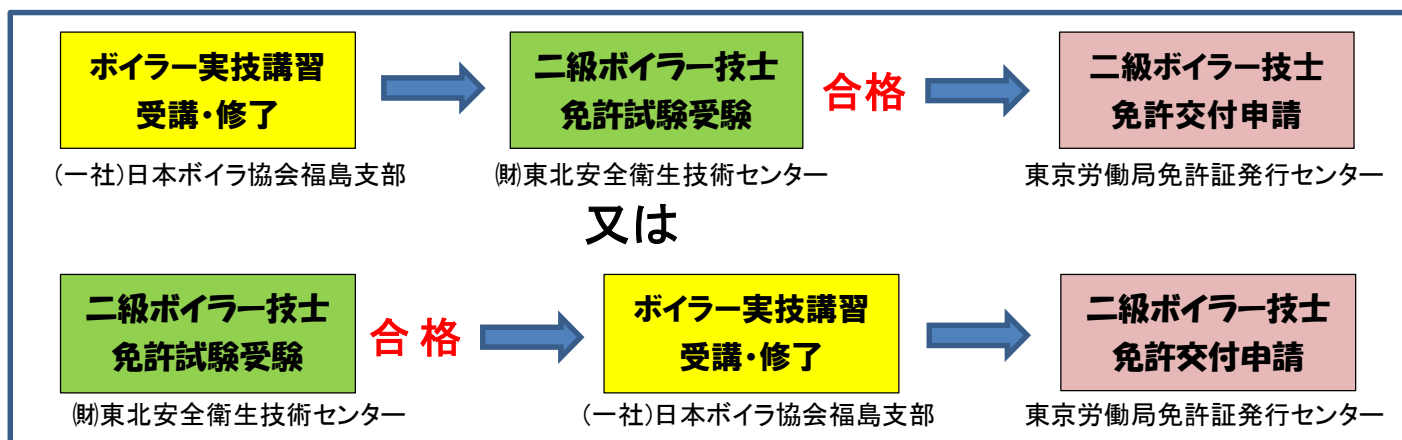 ボイラー実技講習
受講・修了
(一社)日本ボイラ協会福島支部
二級ボイラー技士
免許試験受験
㈶東北安全衛生技術センター
合格
二級ボイラー技士
免許交付申請
東京労働局免許証発行センター
又は
二級ボイラー技士
免許試験受験
㈶東北安全衛生技術センター
合 格
ボイラー実技講習
受講・修了
(一社)日本ボイラ協会福島支部
二級ボイラー技士
免許交付申請
東京労働局免許証発行センター